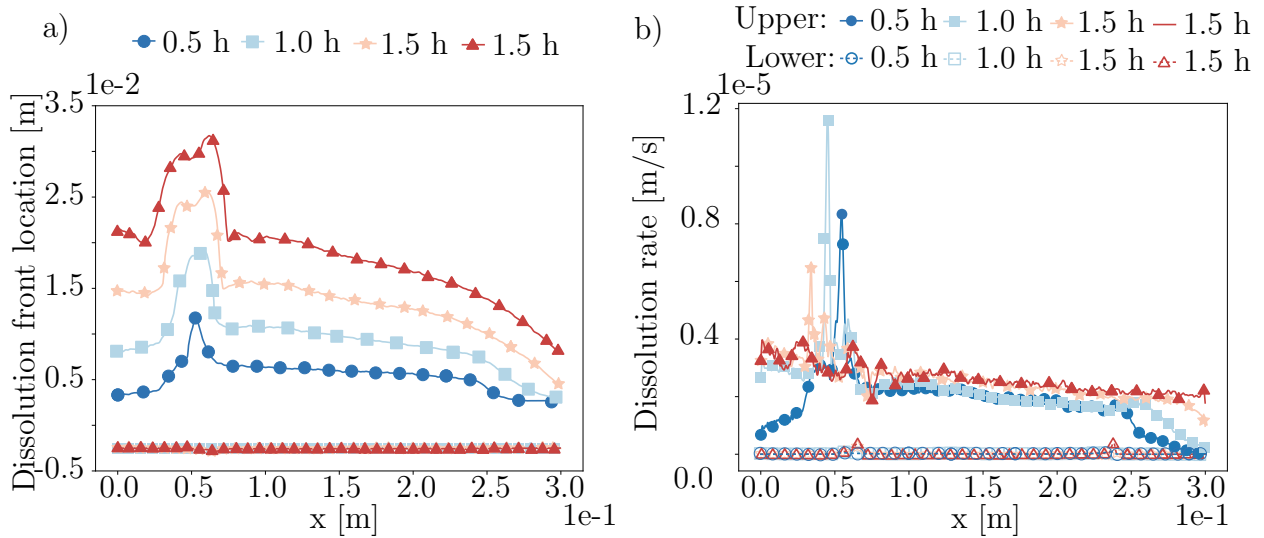 a)
0.5 h 1.0 h 1.5 h 1.5 h
1e-2
Dissolution front location [m]
3.5
2.5
1.5
0.5
-0.5
0.0 0.5 1.0 1.5 2.0 2.5 3.0
x [m]
1e-1
b)
Upper: 0.5 h 1.0 h 1.5 h 1.5 h
Lower: 0.5 h 1.0 h 1.5 h 1.5 h
1e-5
Dissolution rate [m/s]
1.2
0.8
0.4
0.0
0.0 0.5 1.0 1.5 2.0 2.5 3.0
x [m]
1e-1